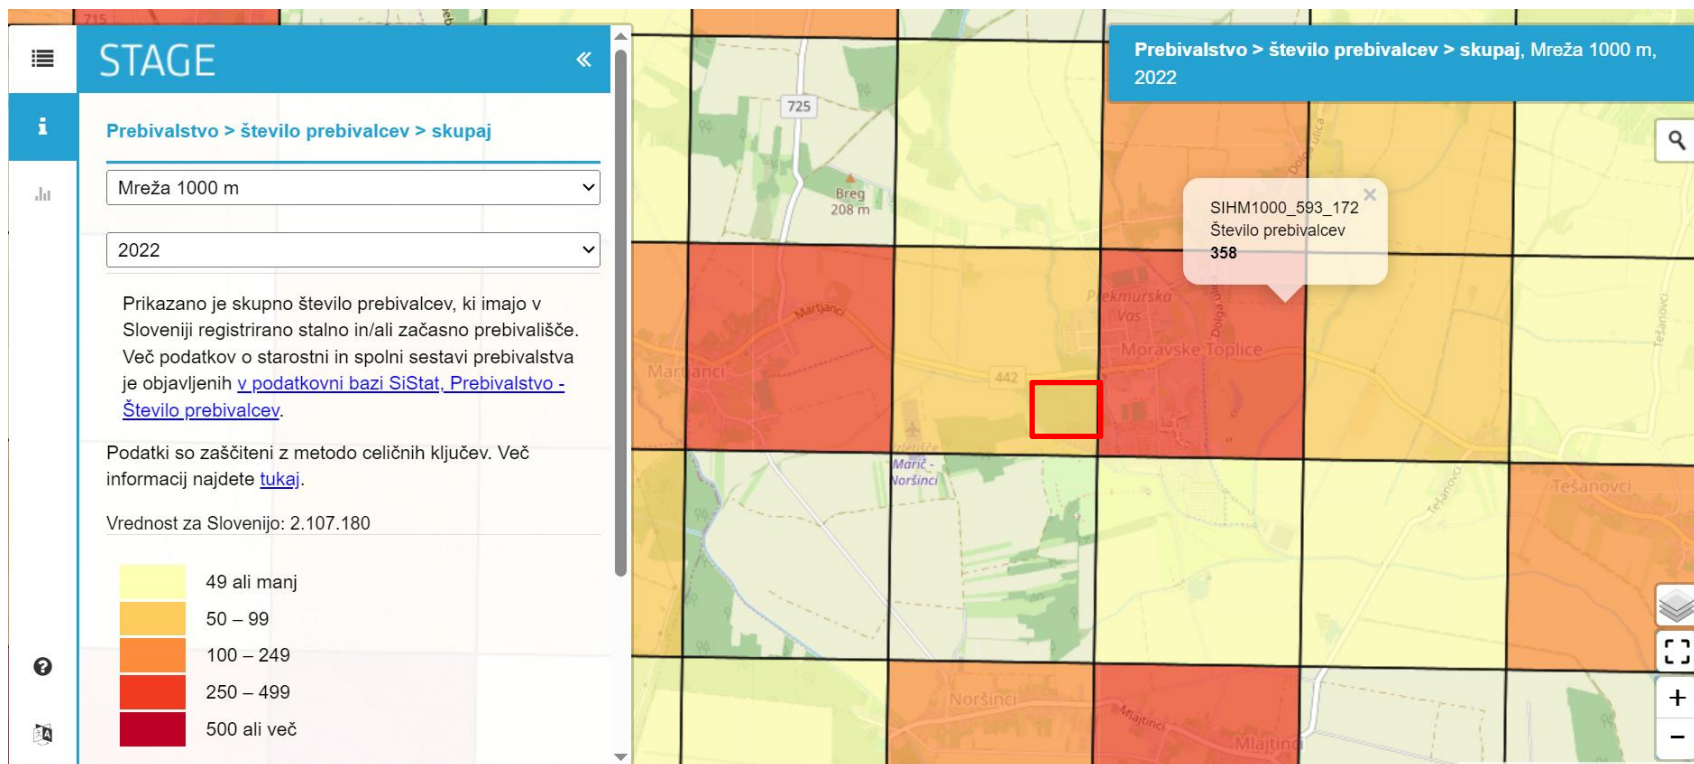 715
STAGE
«
Prebivalstvo > število prebivalcev > skupaj
Mreža 1000 m
2022
Prikazano je skupno število prebivalcev, ki imajo v
Sloveniji registrirano stalno in/ali začasno prebivališče.
Več podatkov o starostni in spolni sestavi prebivalstva
je objavljenih v podatkovni bazi SiStat, Prebivalstvo -
Število prebivalcev.
Podatki so zaščiteni z metodo celičnih ključev. Več
informacij najdete tukaj.
Vrednost za Slovenijo: 2.107.180
49 ali manj
50 – 99
100 – 249
250 – 499
500 ali več
Prebivalstvo > število prebivalcev > skupaj, Mreža 1000 m,
2022
725
Breg
208 m
Dolga ulica
SIHM1000_593_172
Število prebivalcev
358
×
Prekmurska
Vas
Martjanci
Martjanci
442
Moravske Toplice
Tešanovci
Marič -
Noršinci
Tešanovci
Tešanovci
Noršinci
Mlajtinci
Mlajtinci
+
−